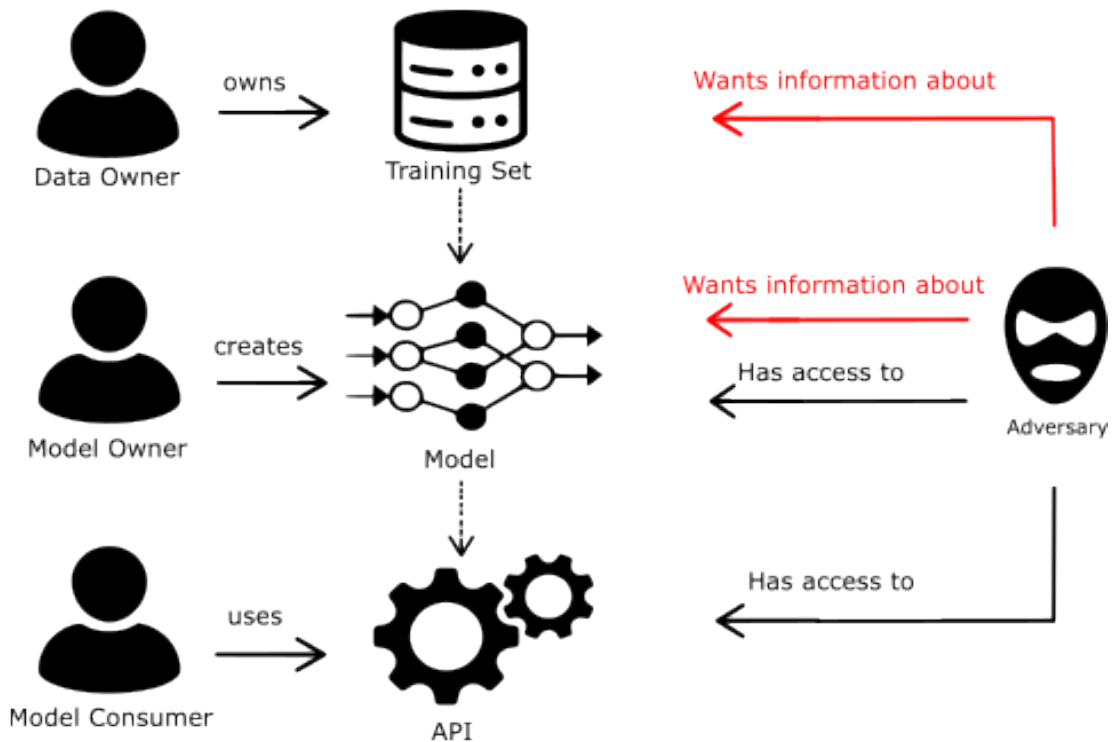 owns
Wants information about
Data Owner
Training Set
Wants information about
creates
Has access to
Adversary
Model Owner
Model
Has access to
uses
Model Consumer
API